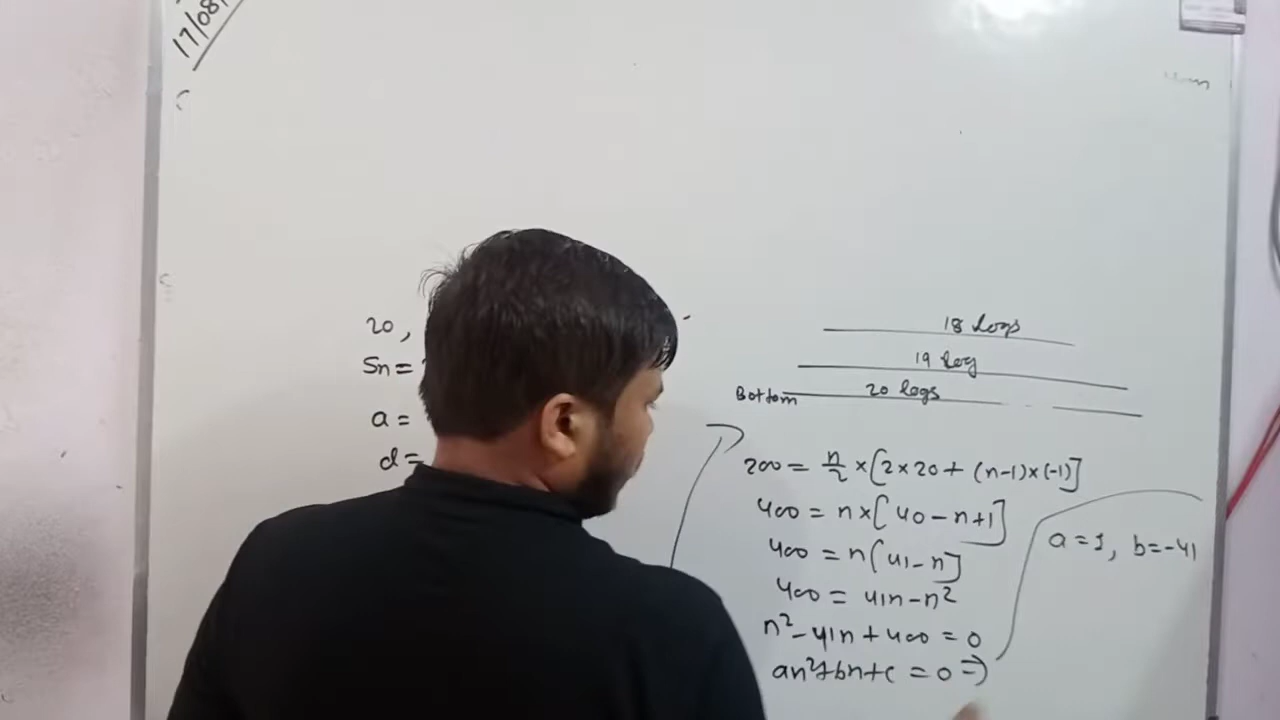 17/08/
20,
Sn=
a=
d=
18 logs
19 log
20 logs
Bottom
200 = n/2 × [2×20 + (n-1)×(-1)]
400 = n×[40-n+1]
400 = n[41-n]
400 = 41n-n²
n²-41n+400 = 0
an²+bn+c = 0 ⇒
a=1, b=-41